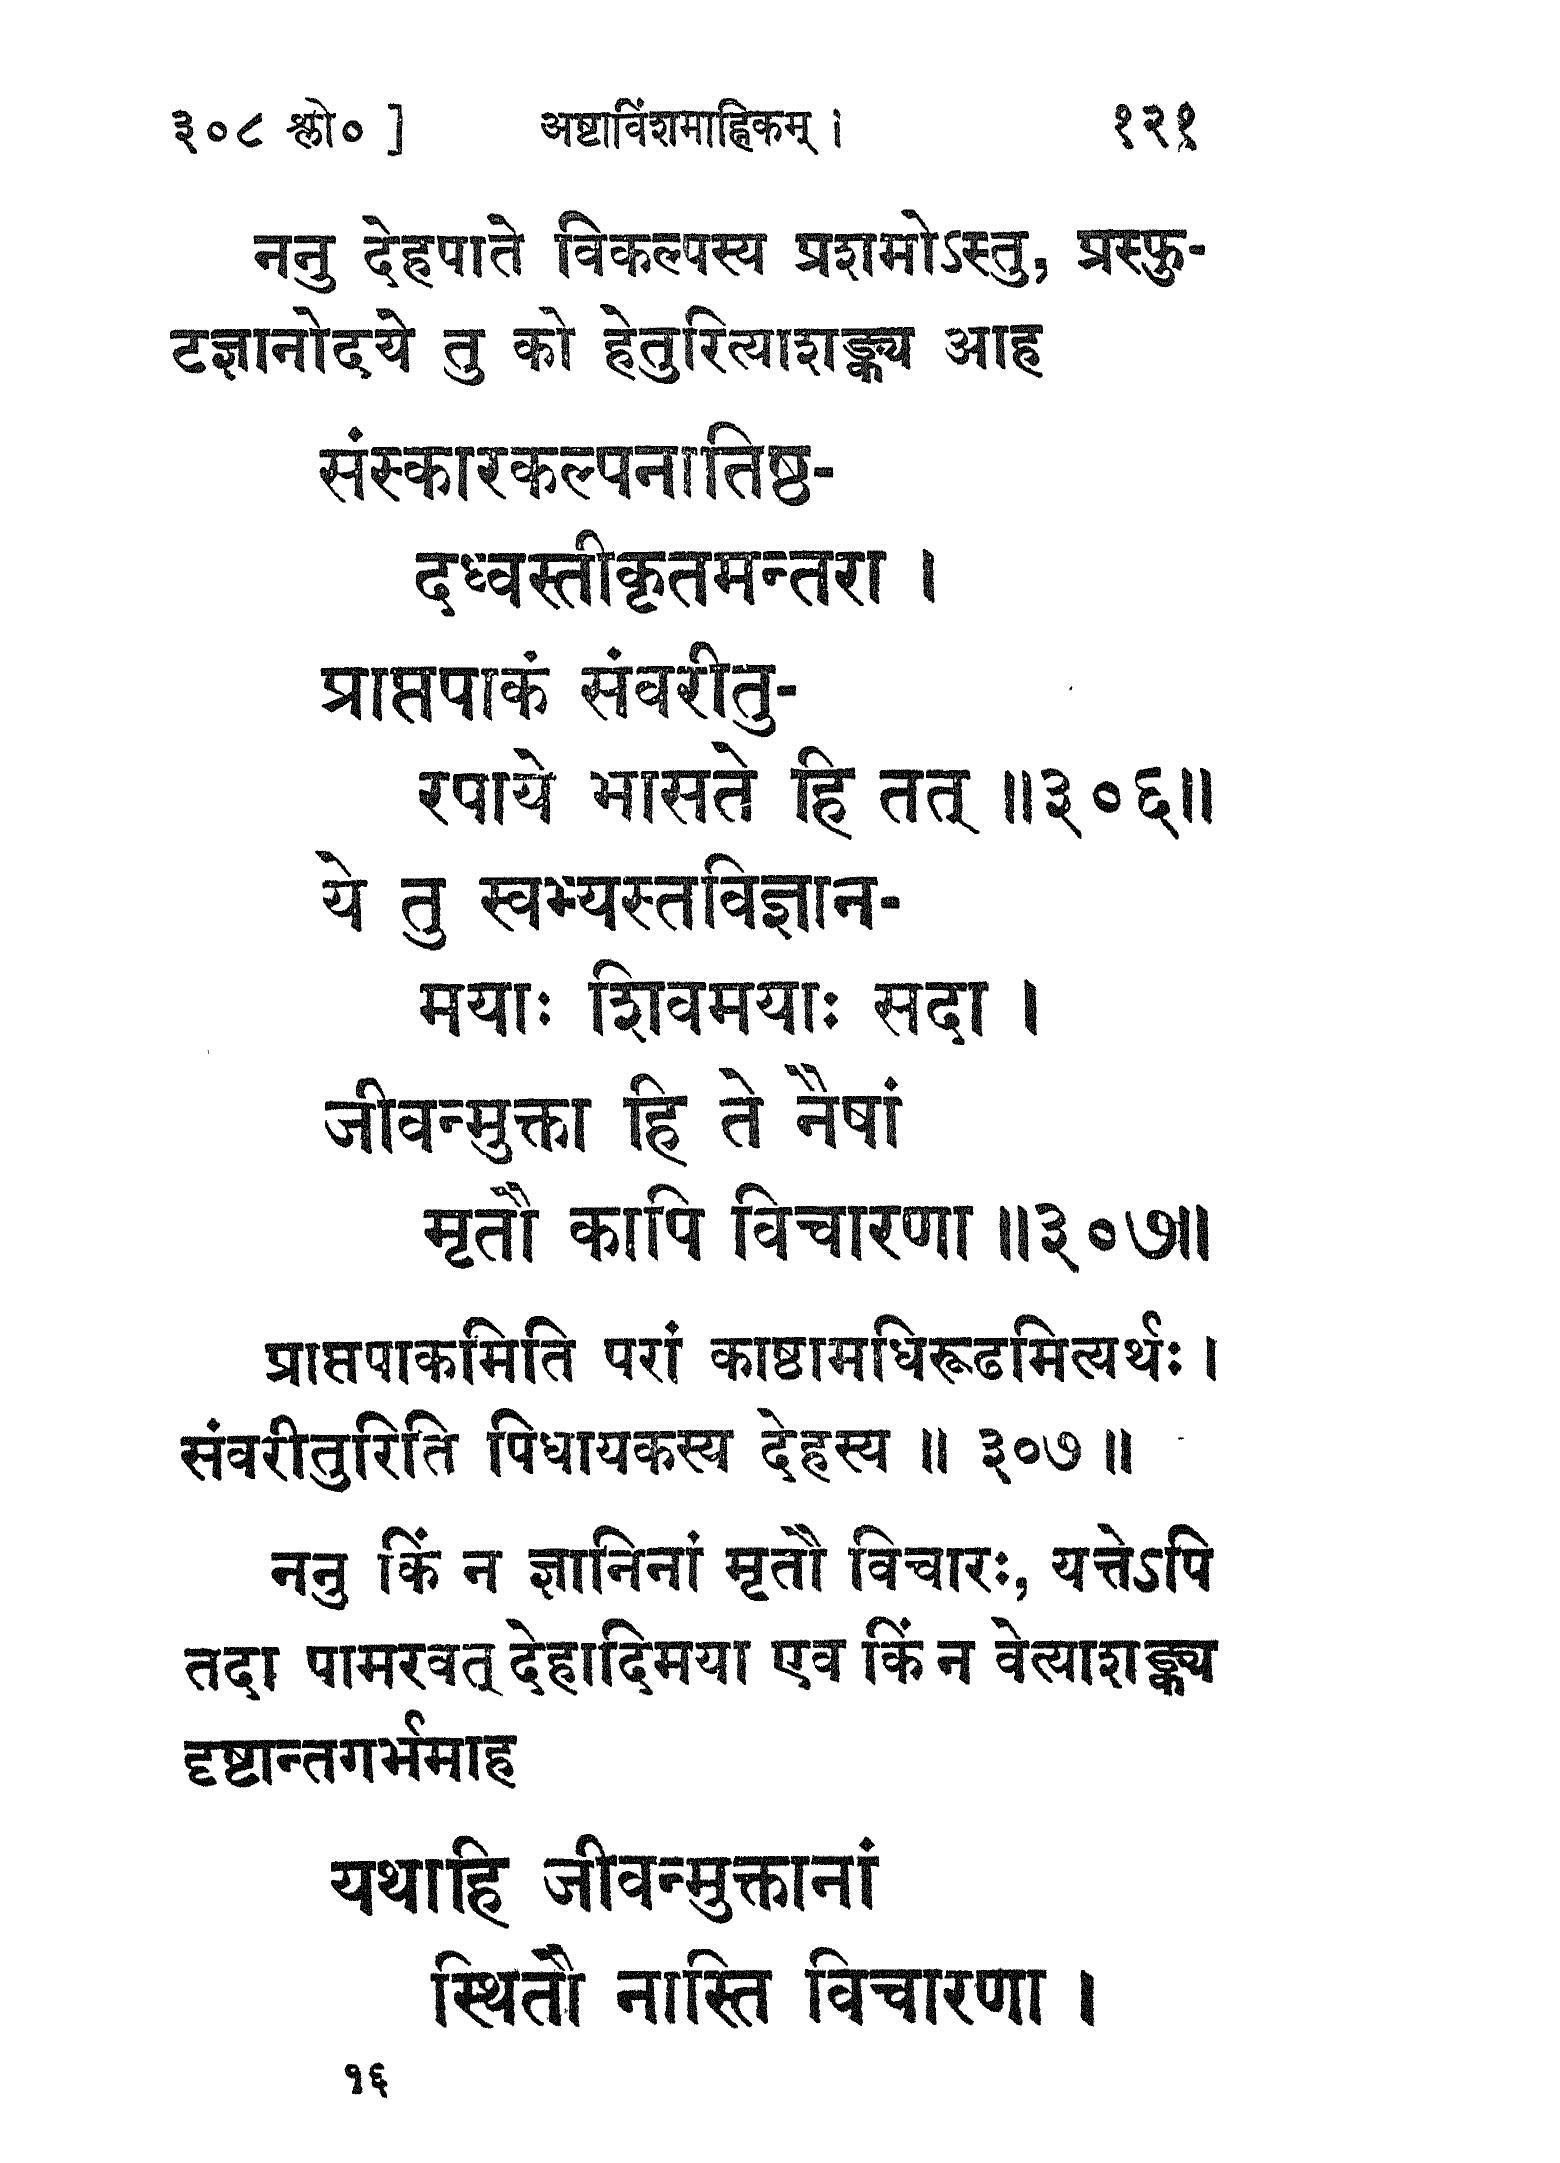 ३०८ श्लो० ] अष्टाविंशमाह्निकम् । १२१
ननु देहपाते विकल्पस्य प्रशमोऽस्तु, प्रस्फु-
टज्ञानोदये तु को हेतुरित्याशङ्क्य आह
संस्कारकल्पनातिष्ठ-
दध्वस्तीकृतमन्तरा ।
प्राप्तपाकं संवरीतु-
रपाये भासते हि तत् ॥३०६॥
ये तु स्वभ्यस्तविज्ञान-
मयाः शिवमयाः सदा ।
जीवन्मुक्ता हि ते नैषां
मृतौ कापि विचारणा ॥३०७॥
प्राप्तपाकमिति परां काष्ठामधिरूढमित्यर्थः ।
संवरीतुरिति पिधायकस्य देहस्य ॥ ३०७ ॥
ननु किं न ज्ञानिनां मृतौ विचारः, यत्तेऽपि
तदा पामरवत् देहादिमया एव किं न वेत्याशङ्क्य
दृष्टान्तगर्भमाह
यथाहि जीवन्मुक्तानां
स्थितौ नास्ति विचारणा ।
१६